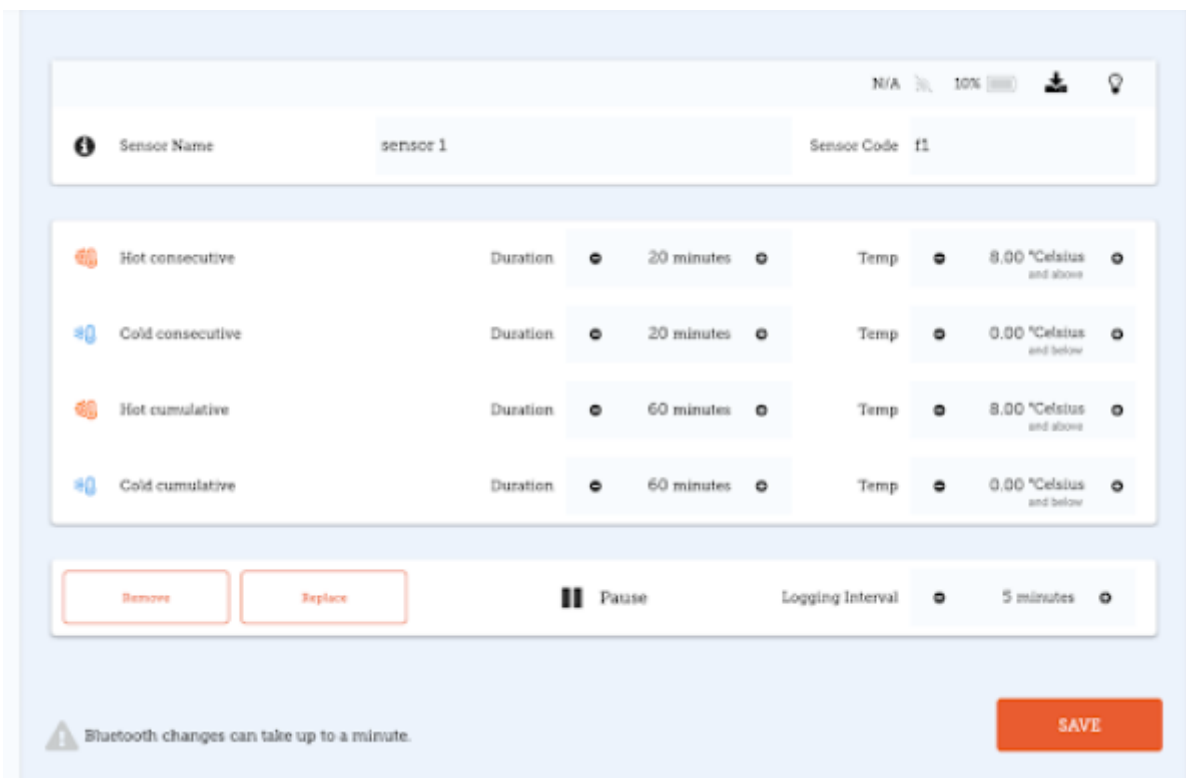 N/A 10%
Sensor Name sensor 1 Sensor Code f1
Hot consecutive Duration 20 minutes Temp 8.00 °Celsius
and above
Cold consecutive Duration 20 minutes Temp 0.00 °Celsius
and below
Hot cumulative Duration 60 minutes Temp 8.00 °Celsius
and above
Cold cumulative Duration 60 minutes Temp 0.00 °Celsius
and below
Remove Replace Pause Logging Interval 5 minutes
Bluetooth changes can take up to a minute.
SAVE